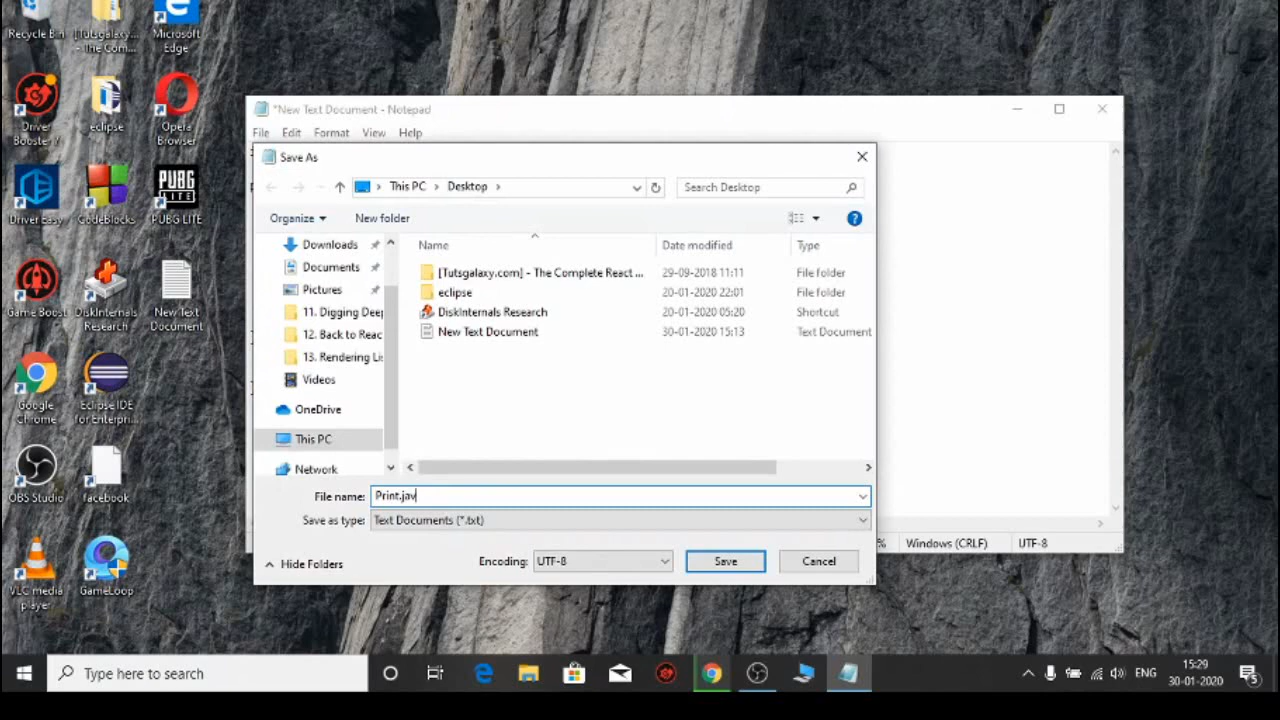 Recycle Bin
[Tutsgalaxy....
- The Com...
Microsoft
Edge
Driver
Booster 7
eclipse
Opera
Browser
Driver Easy
CodeBlocks
PUBG
LITE
PUBG LITE
Game Boost
DiskInternals
Research
New Text
Document
Google
Chrome
Eclipse IDE
for Enterpri...
OBS Studio
facebook
VLC media
player
GameLoop
*New Text Document - Notepad
File Edit Format View Help
Save As
This PC > Desktop >
Search Desktop
Organize
New folder
Name Date modified Type
Downloads
Documents
Pictures
11. Digging Deep
12. Back to Reac
13. Rendering Li
Videos
OneDrive
This PC
Network
[Tutsgalaxy.com] - The Complete React ... 29-09-2018 11:11 File folder
eclipse 20-01-2020 22:01 File folder
DiskInternals Research 20-01-2020 05:20 Shortcut
New Text Document 30-01-2020 15:13 Text Document
File name: Print.jav
Save as type: Text Documents (*.txt)
Hide Folders
Encoding: UTF-8
Save
Cancel
% Windows (CRLF) UTF-8
Type here to search
ENG
15:29
30-01-2020
5